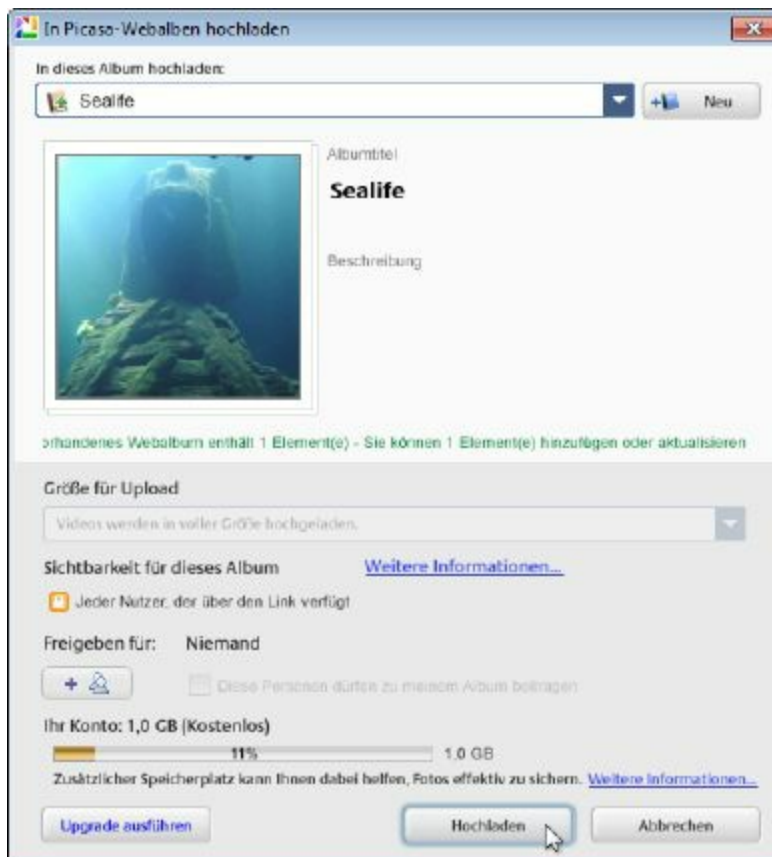 In Picasa-Webalben hochladen
In dieses Album hochladen:
Sealife
Neu
Albumtitel
Sealife
Beschreibung
orhandenes Webalbum enthält 1 Element(e) - Sie können 1 Element(e) hinzufügen oder aktualisieren
Größe für Upload
Videos werden in voller Größe hochgeladen.
Sichtbarkeit für dieses Album Weitere Informationen...
Jeder Nutzer, der über den Link verfügt
Freigeben für: Niemand
Diese Personen dürfen zu meinem Album beitragen
Ihr Konto: 1,0 GB (Kostenlos)
11% 1.0 GB
Zusätzlicher Speicherplatz kann Ihnen dabei helfen, Fotos effektiv zu sichern. Weitere Informationen...
Upgrade ausführen Hochladen Abbrechen